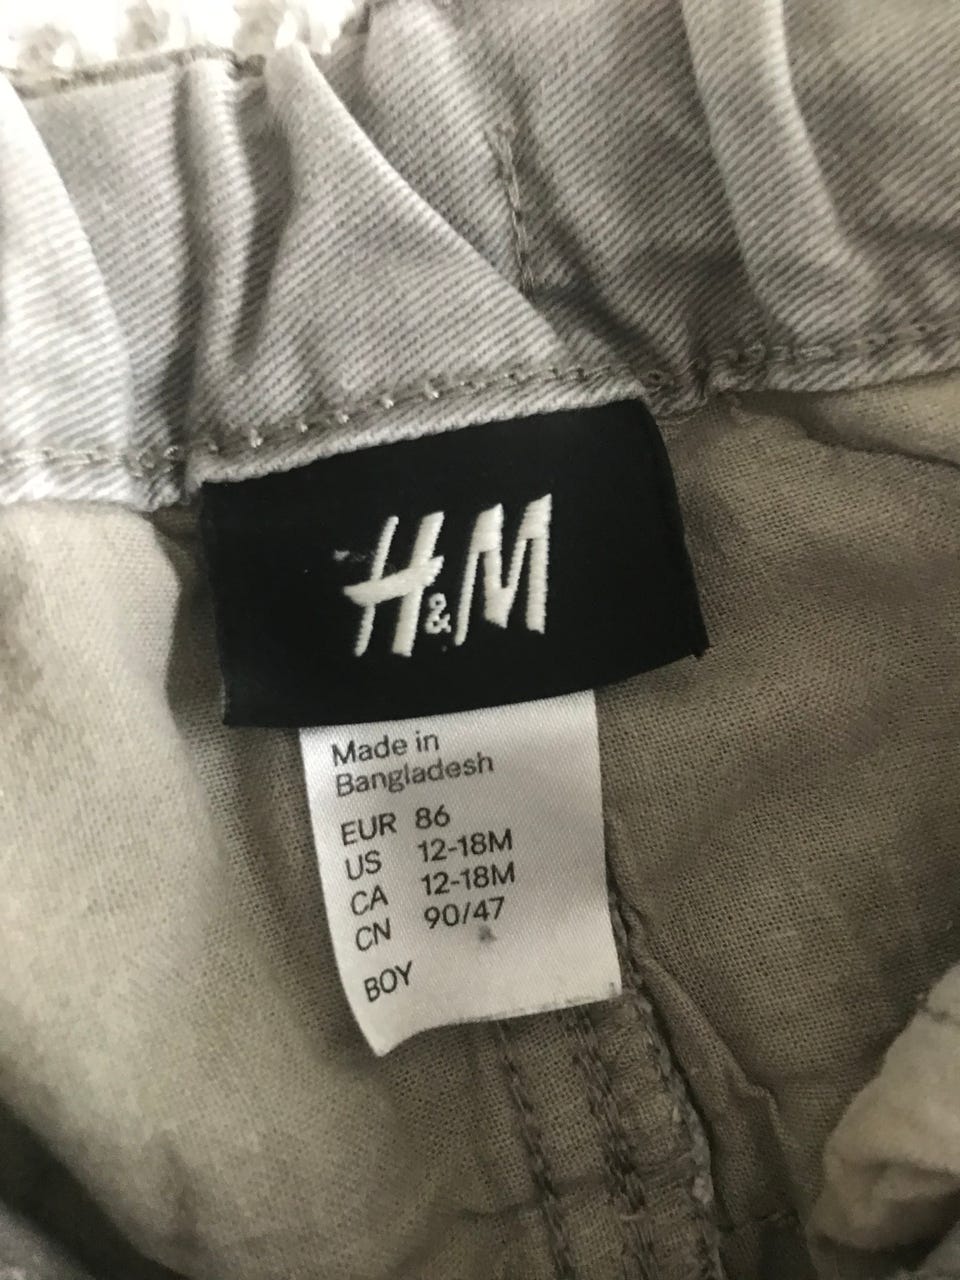 H&M
Made in
Bangladesh
EUR 86
US 12-18M
CA 12-18M
CN 90/47
BOY